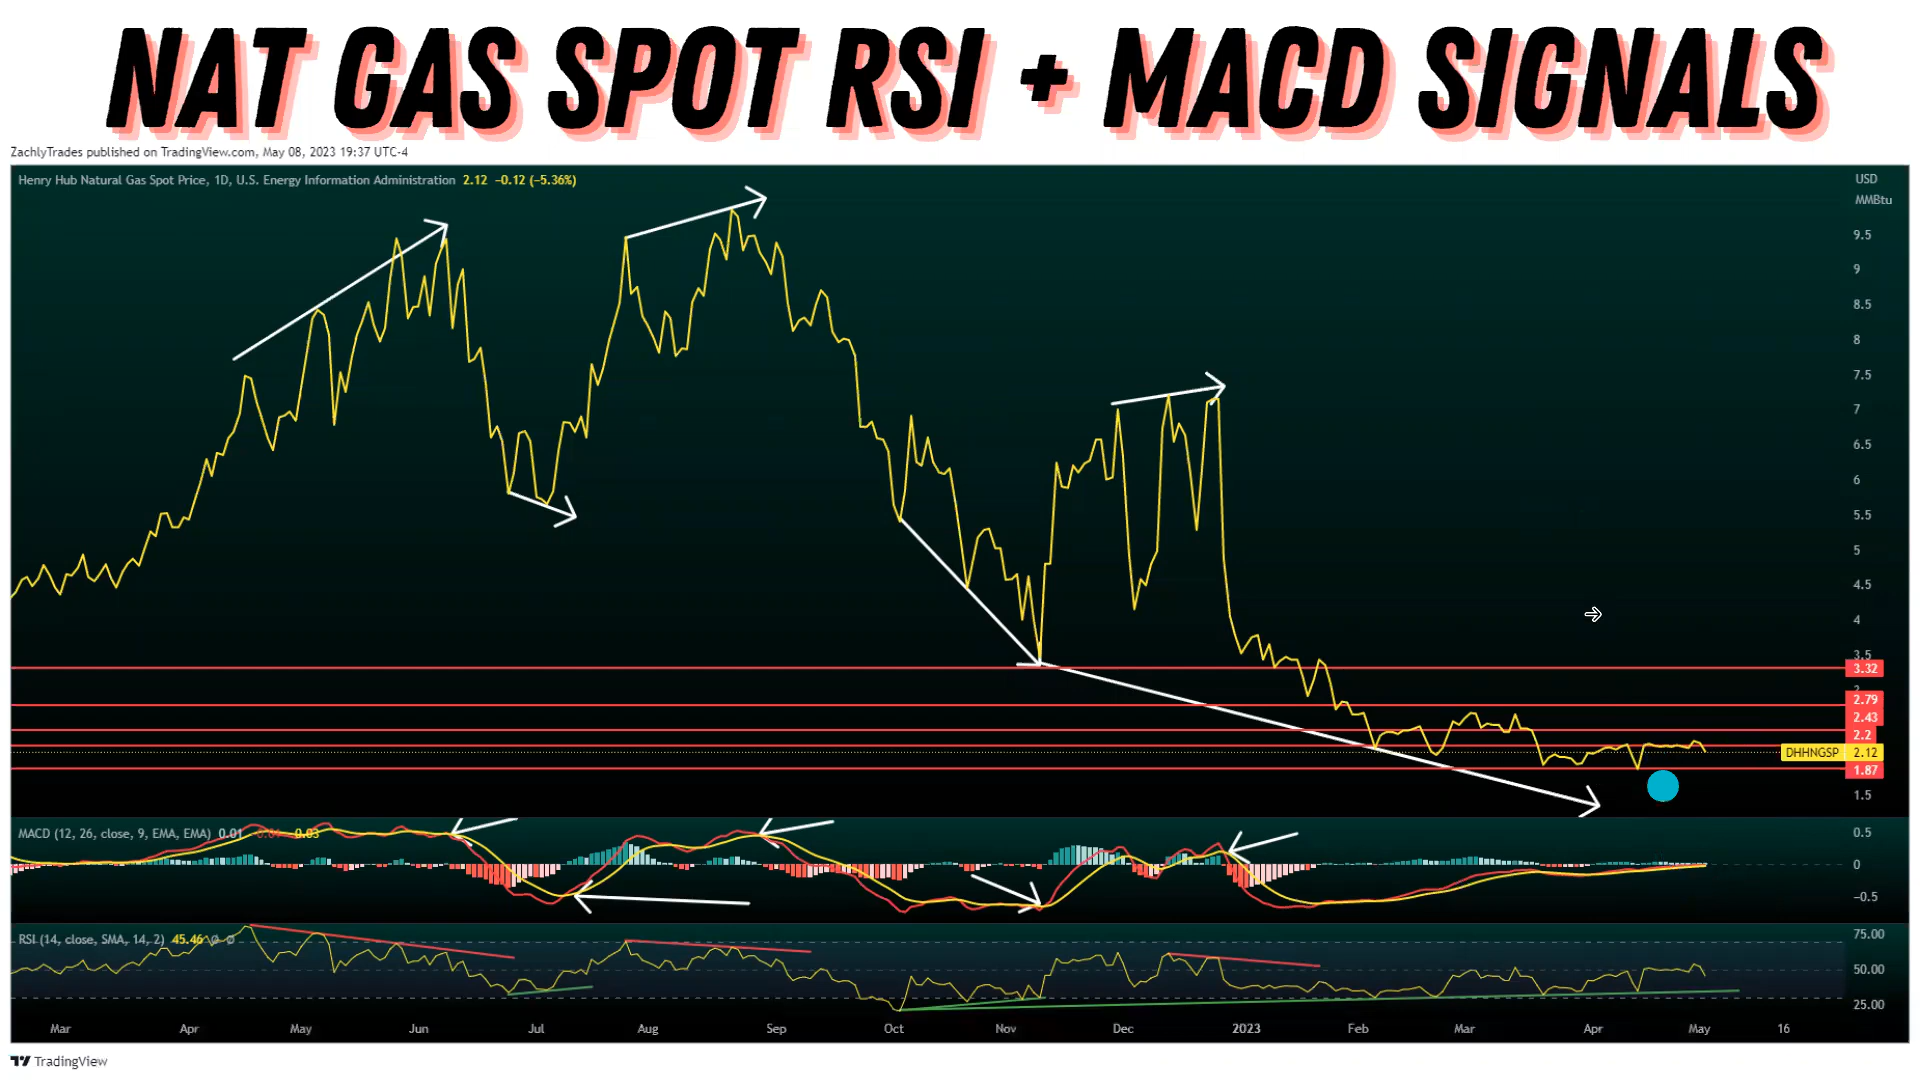 NAT GAS SPOT RSI + MACD SIGNALS
ZachlyTrades published on TradingView.com, May 08, 2023 19:37 UTC-4
Henry Hub Natural Gas Spot Price, 1D, U.S. Energy Information Administration 2.12 −0.12 (−5.36%)
USD
MMBtu
9.5
9
8.5
8
7.5
7
6.5
6
5.5
5
4.5
4
3.5
3.32
2.79
2.43
2.2
DHHNGSP 2.12
1.87
1.5
MACD (12, 26, close, 9, EMA, EMA) 0.01 0.03
0.5
0
−0.5
RSI (14, close, SMA, 14, 2) 45.46 ∅ ∅
75.00
50.00
25.00
Mar Apr May Jun Jul Aug Sep Oct Nov Dec 2023 Feb Mar Apr May 16
TradingView